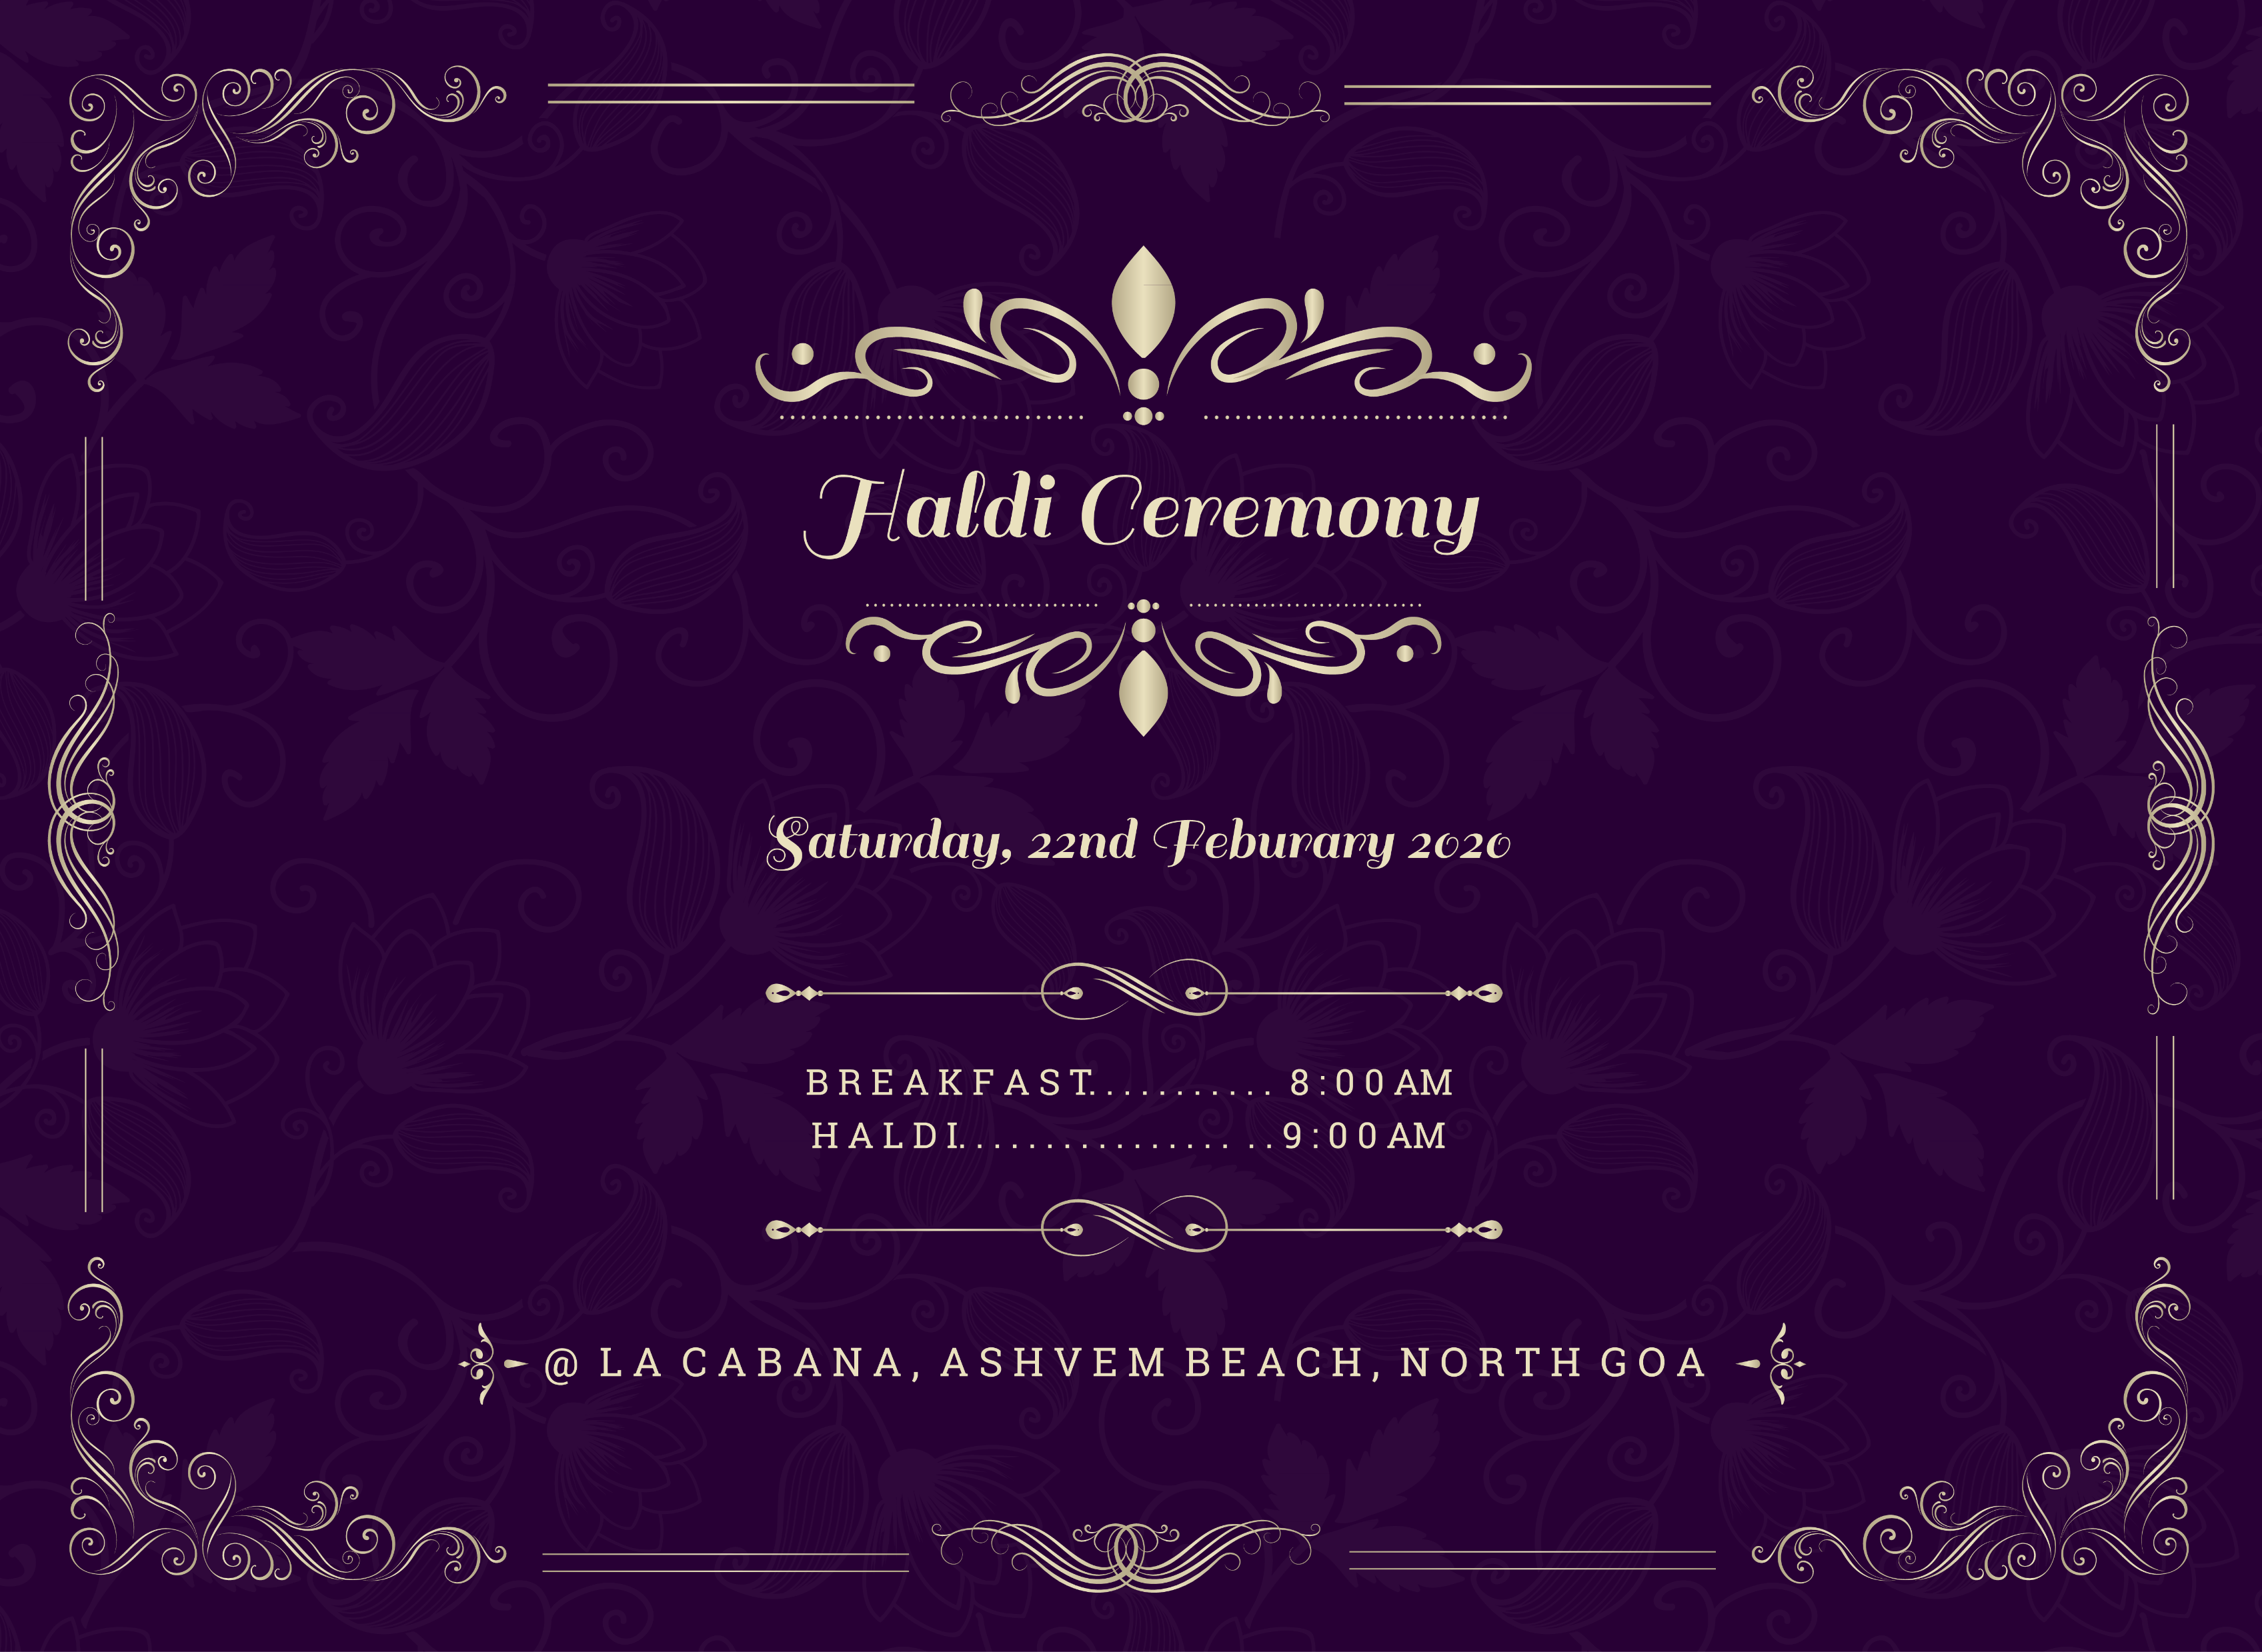 Haldi Ceremony
Saturday, 22nd Feburary 2020
BREAKFAST........... 8:00AM
HALDI................. ..9:00AM
@ LA CABANA, ASHVEM BEACH, NORTH GOA